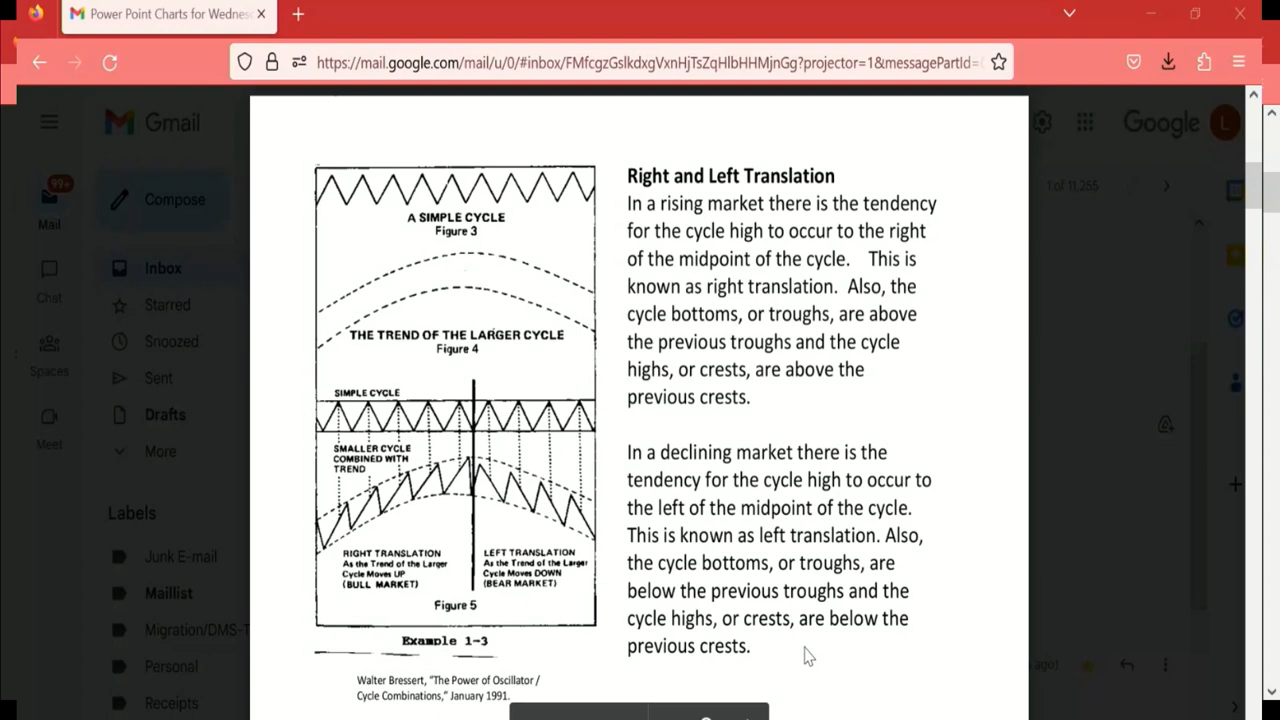 Power Point Charts for Wednes
https://mail.google.com/mail/u/0/#inbox/FMfcgzGslkdxgVxnHjTsZqHlbHHMjnGg?projector=1&messagePartId=
Gmail
Google
L
99+
Compose
1 of 11,255
Mail
Inbox
Chat
Starred
Snoozed
Spaces
Sent
Drafts
Meet
More
Labels
Junk E-mail
Maillist
Migration/DMS-T
Personal
Receipts
ago!
A SIMPLE CYCLE
Figure 3
THE TREND OF THE LARGER CYCLE
Figure 4
SIMPLE CYCLE
SMALLER CYCLE
COMBINED WITH
TREND
RIGHT TRANSLATION
As the Trend of the Larger
Cycle Moves UP
(BULL MARKET)
LEFT TRANSLATION
As the Trend of the Larger
Cycle Moves DOWN
(BEAR MARKET)
Figure 5
Example 1-3
Walter Bressert, "The Power of Oscillator /
Cycle Combinations," January 1991.
Right and Left Translation
In a rising market there is the tendency
for the cycle high to occur to the right
of the midpoint of the cycle. This is
known as right translation. Also, the
cycle bottoms, or troughs, are above
the previous troughs and the cycle
highs, or crests, are above the
previous crests.
In a declining market there is the
tendency for the cycle high to occur to
the left of the midpoint of the cycle.
This is known as left translation. Also,
the cycle bottoms, or troughs, are
below the previous troughs and the
cycle highs, or crests, are below the
previous crests.